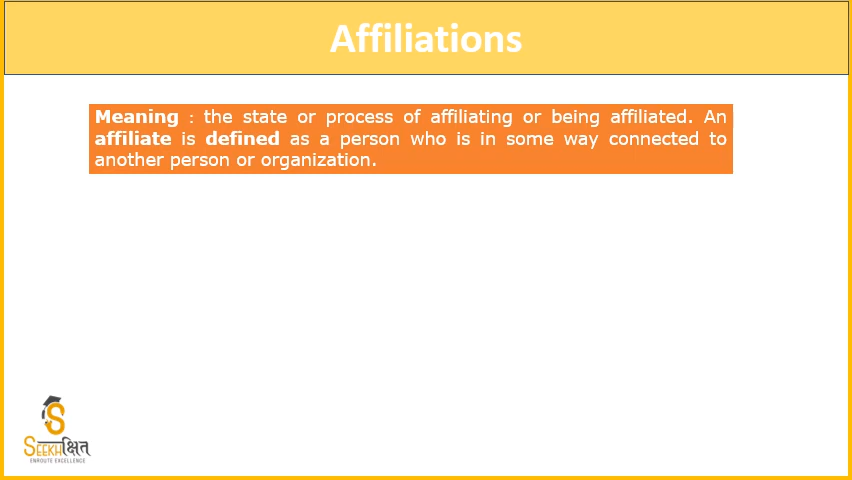 Affiliations
Meaning : the state or process of affiliating or being affiliated. An
affiliate is defined as a person who is in some way connected to
another person or organization.
SEEKHक्षित
ENROUTE EXCELLENCE